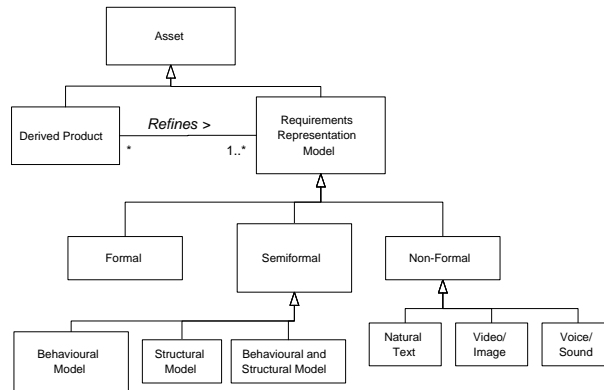 Asset
Derived Product
Refines >
*
1..*
Requirements
Representation
Model
Formal
Semiformal
Non-Formal
Behavioural
Model
Structural
Model
Behavioural and
Structural Model
Natural
Text
Video/
Image
Voice/
Sound